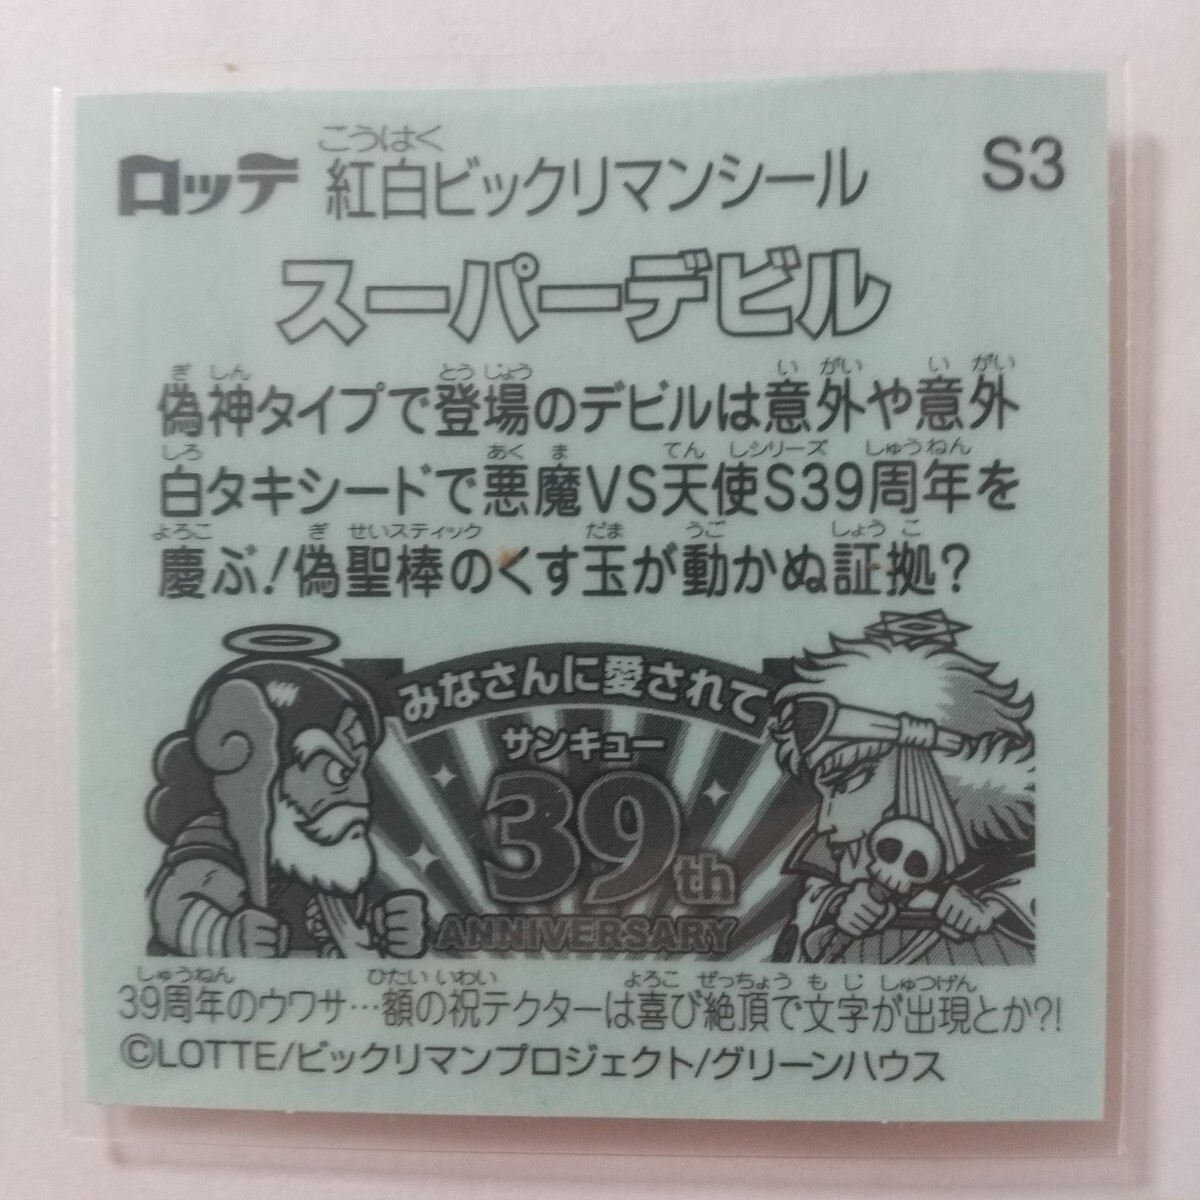 ロッテ 紅白ビックリマンシール S3
こうはく
スーパーデビル
ぎしん とうじょう いがい いがい
偽神タイプで登場のデビルは意外や意外
しろ あくま てんしシリーズ しゅうねん
白タキシードで悪魔VS天使S39周年を
よろこ ぎせいスティック だま うご しょうこ
慶ぶ!偽聖棒のくす玉が動かぬ証拠?
みなさんに愛されて
サンキュー
39th
ANNIVERSARY
しゅうねん ひたい いわい よろこ ぜっちょう もじ しゅつげん
39周年のウワサ…額の祝テクターは喜び絶頂で文字が出現とか?!
©LOTTE/ビックリマンプロジェクト/グリーンハウス